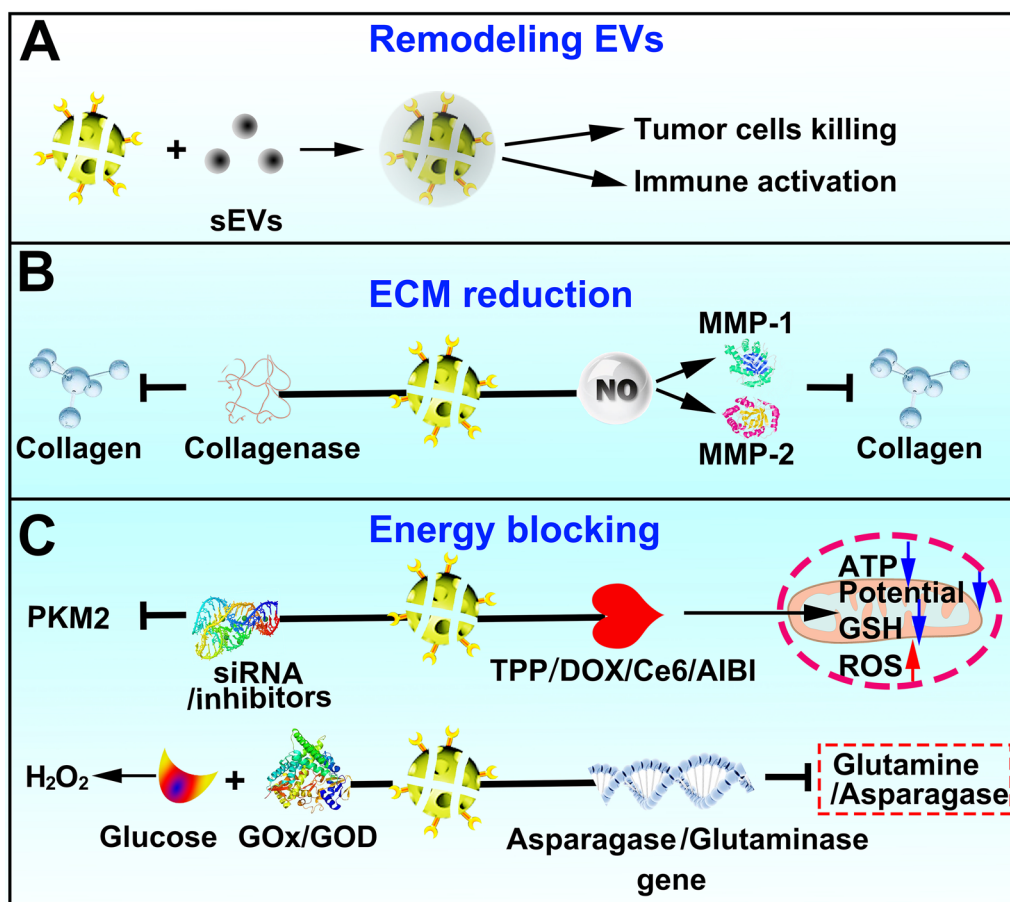 A
Remodeling EVs
+
sEVs
Tumor cells killing
Immune activation
B
ECM reduction
Collagen
Collagenase
NO
MMP-1
MMP-2
Collagen
C
Energy blocking
PKM2
siRNA
/inhibitors
TPP/DOX/Ce6/AIBI
ATP
Potential
GSH
ROS
H₂O₂
Glucose
+
GOx/GOD
Asparagase/Glutaminase
gene
Glutamine
/Asparagase